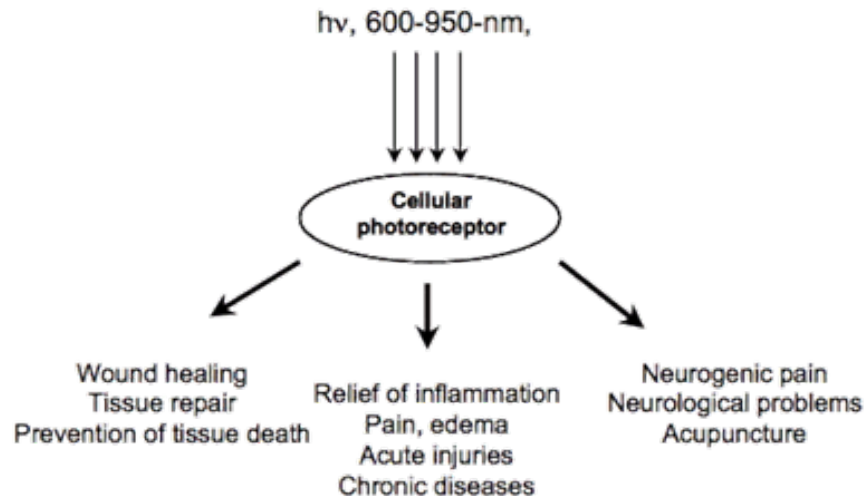 hν, 600-950-nm,
Cellular
photoreceptor
Wound healing
Tissue repair
Prevention of tissue death
Relief of inflammation
Pain, edema
Acute injuries
Chronic diseases
Neurogenic pain
Neurological problems
Acupuncture